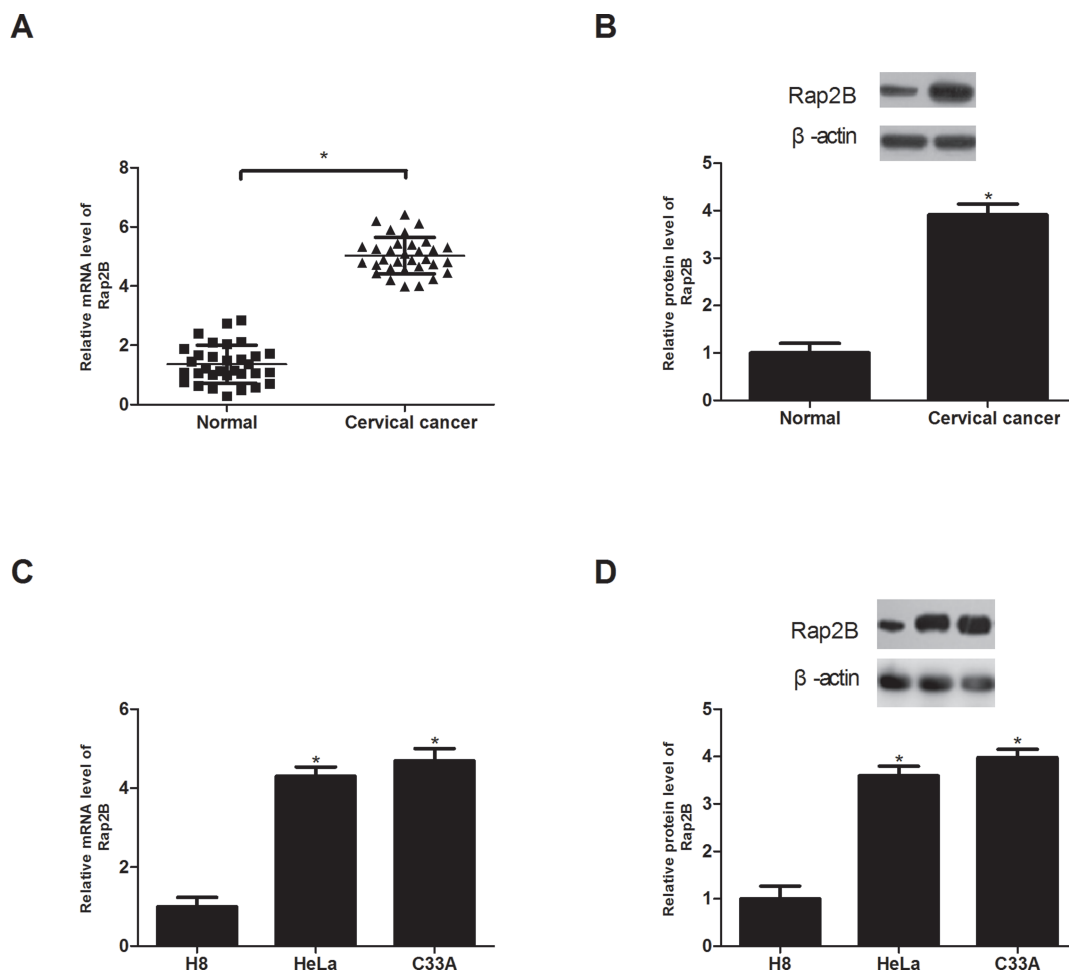 A
Relative mRNA level of
Rap2B
8
6
4
2
0
*
Normal
Cervical cancer
B
Rap2B
β -actin
Relative protein level of
Rap2B
5
4
3
2
1
0
*
Normal
Cervical cancer
C
Relative mRNA level of
Rap2B
6
4
2
0
*
*
H8
HeLa
C33A
D
Rap2B
β -actin
Relative protein level of
Rap2B
5
4
3
2
1
0
*
*
H8
HeLa
C33A